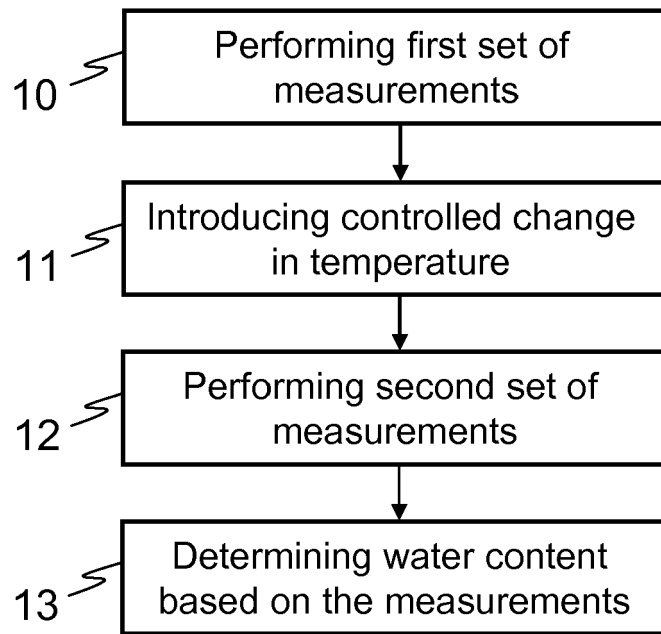 Performing first set of
measurements
10
Introducing controlled change
in temperature
11
Performing second set of
measurements
12
Determining water content
based on the measurements
13